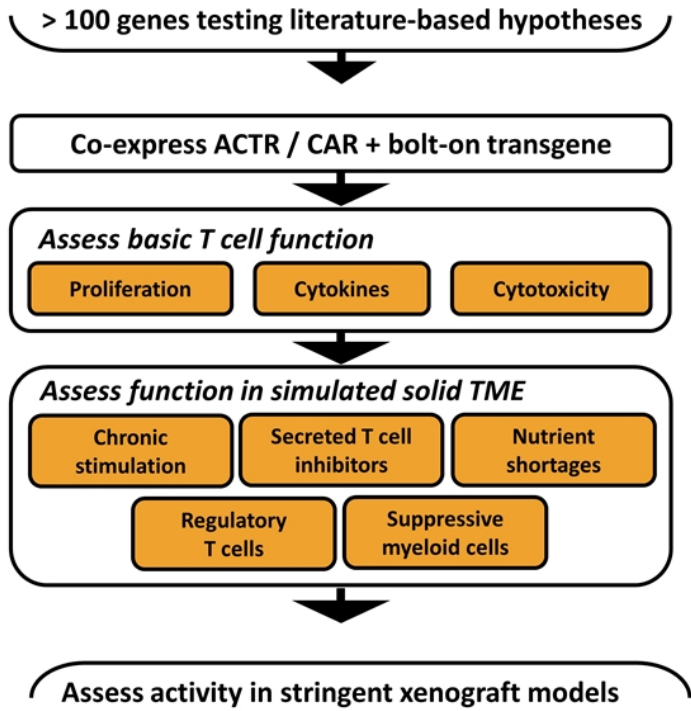 > 100 genes testing literature-based hypotheses
Co-express ACTR / CAR + bolt-on transgene
Assess basic T cell function
Proliferation
Cytokines
Cytotoxicity
Assess function in simulated solid TME
Chronic
stimulation
Secreted T cell
inhibitors
Nutrient
shortages
Regulatory
T cells
Suppressive
myeloid cells
Assess activity in stringent xenograft models